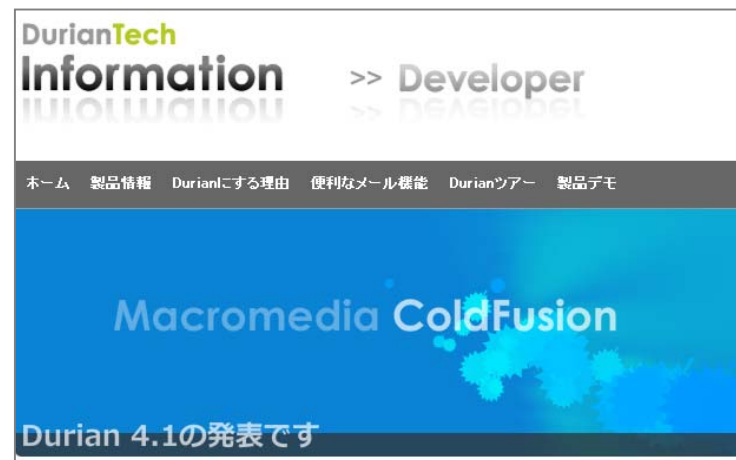 DurianTech
Information >> Developer
ホーム 製品情報 Durianにする理由 便利なメール機能 Durianツアー 製品デモ
Macromedia ColdFusion
Durian 4.1の発表です